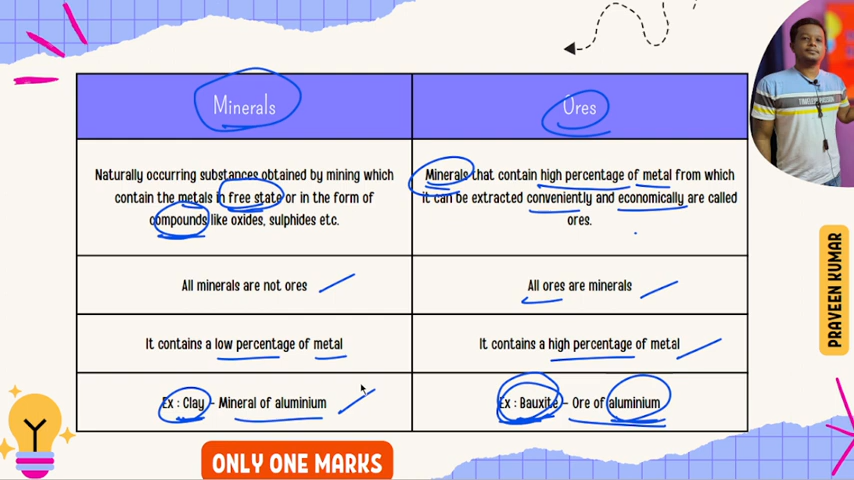 Minerals
Ores
Naturally occurring substances obtained by mining which
contain the metals in free state or in the form of
compounds like oxides, sulphides etc.
Minerals that contain high percentage of metal from which
it can be extracted conveniently and economically are called
ores.
All minerals are not ores
All ores are minerals
It contains a low percentage of metal
It contains a high percentage of metal
Ex : Clay - Mineral of aluminium
Ex : Bauxite - Ore of aluminium
ONLY ONE MARKS
PRAVEEN KUMAR